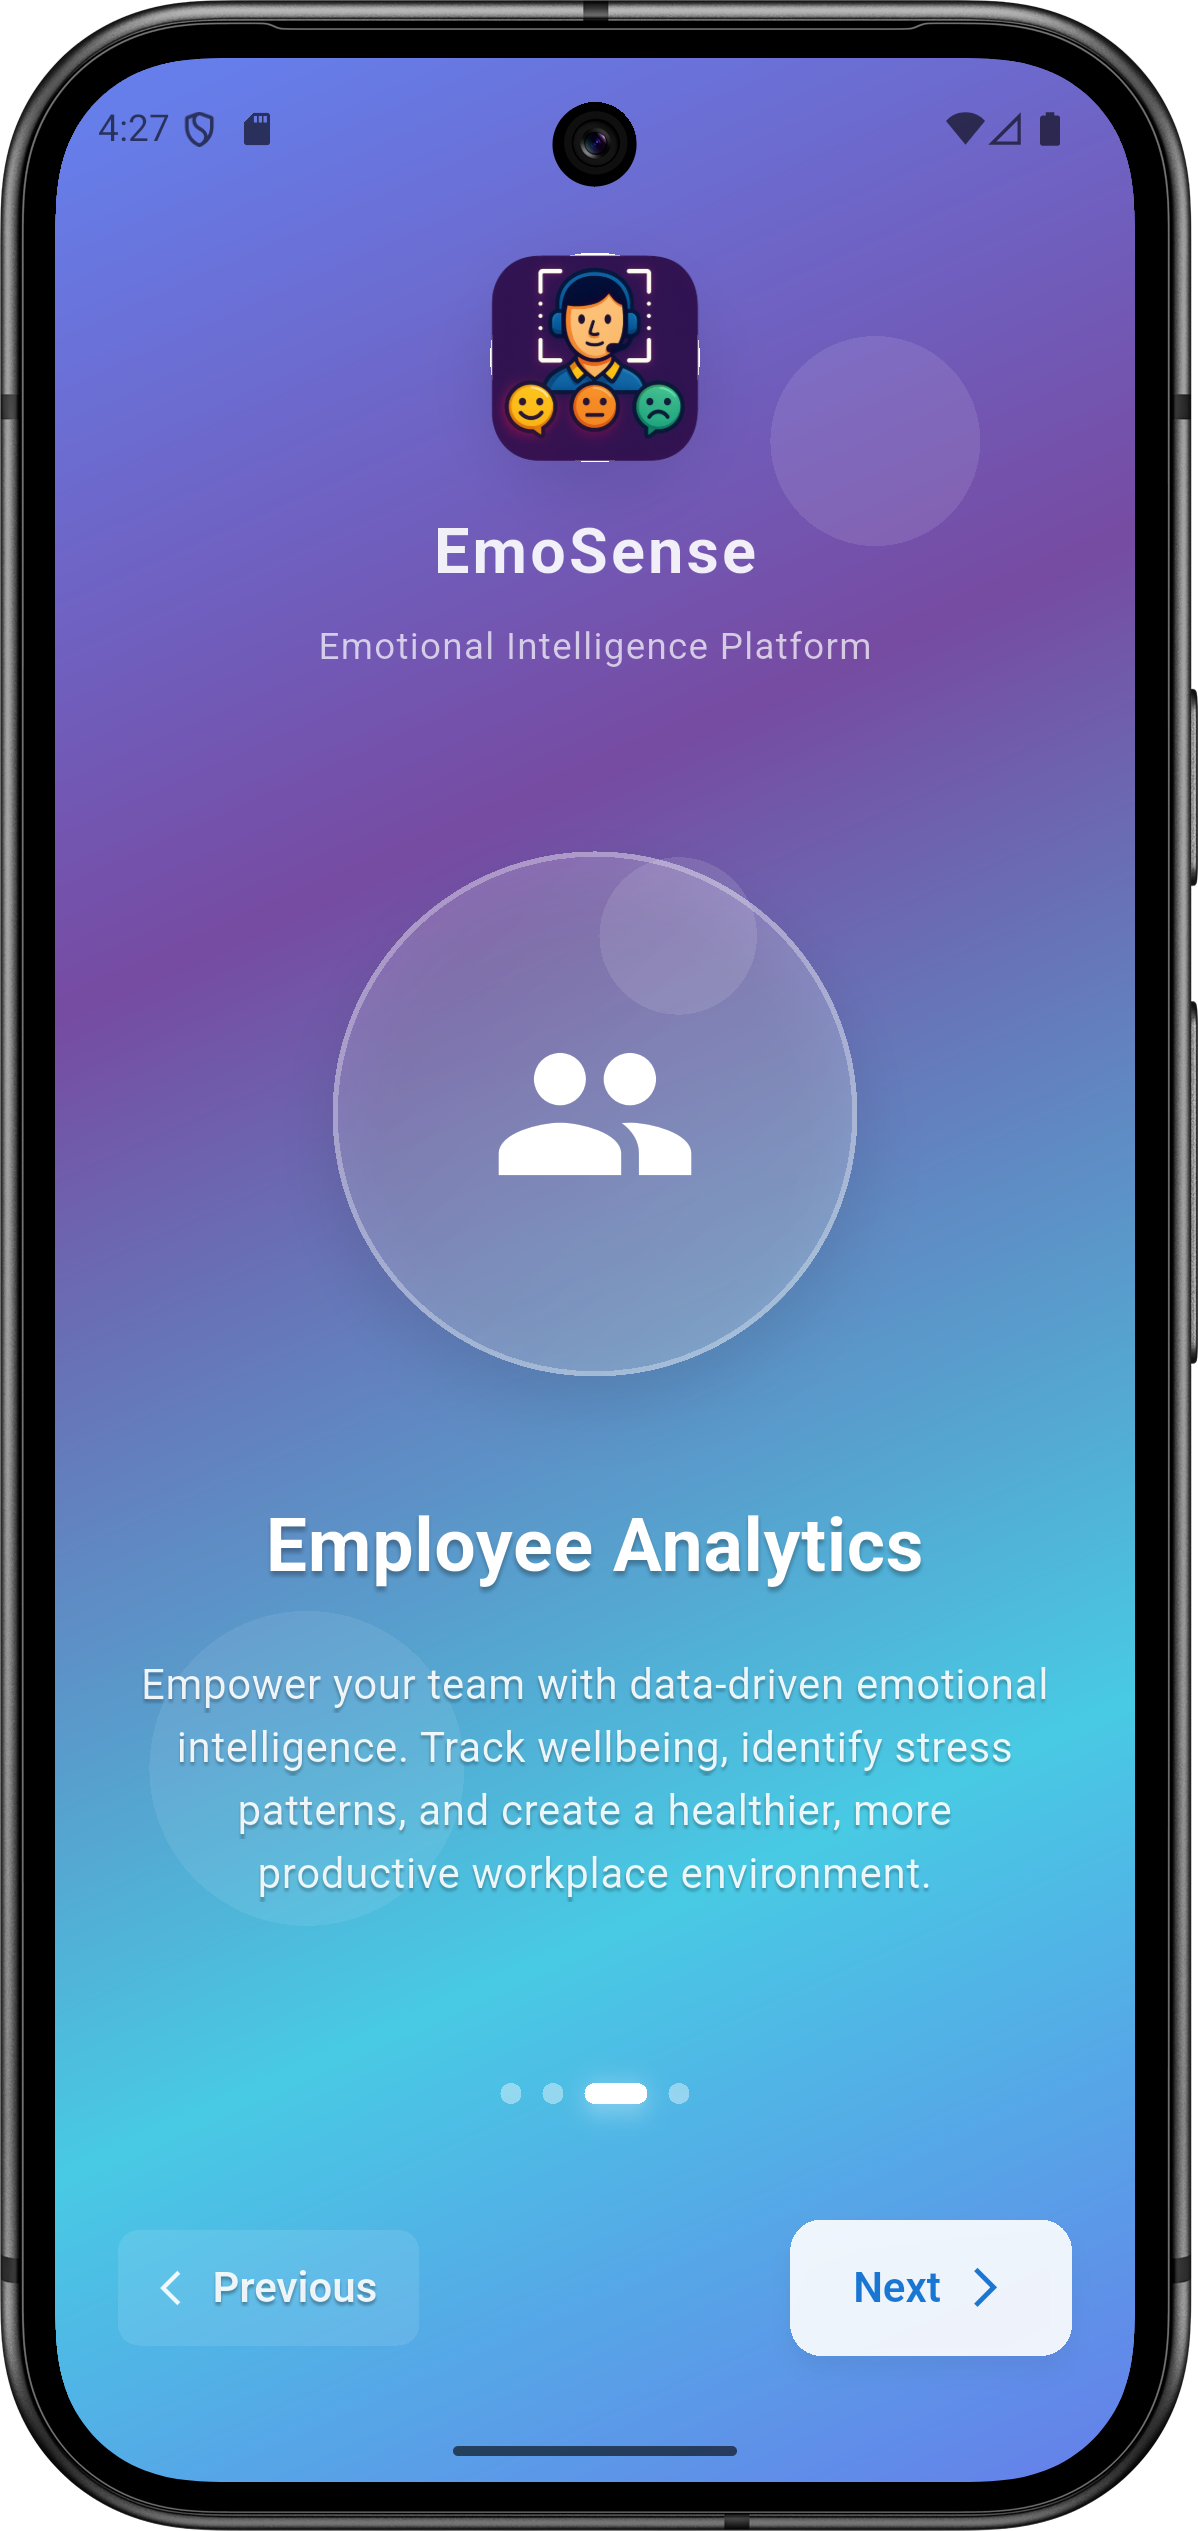 4:27
EmoSense
Emotional Intelligence Platform
Employee Analytics
Empower your team with data-driven emotional
intelligence. Track wellbeing, identify stress
patterns, and create a healthier, more
productive workplace environment.
Previous
Next